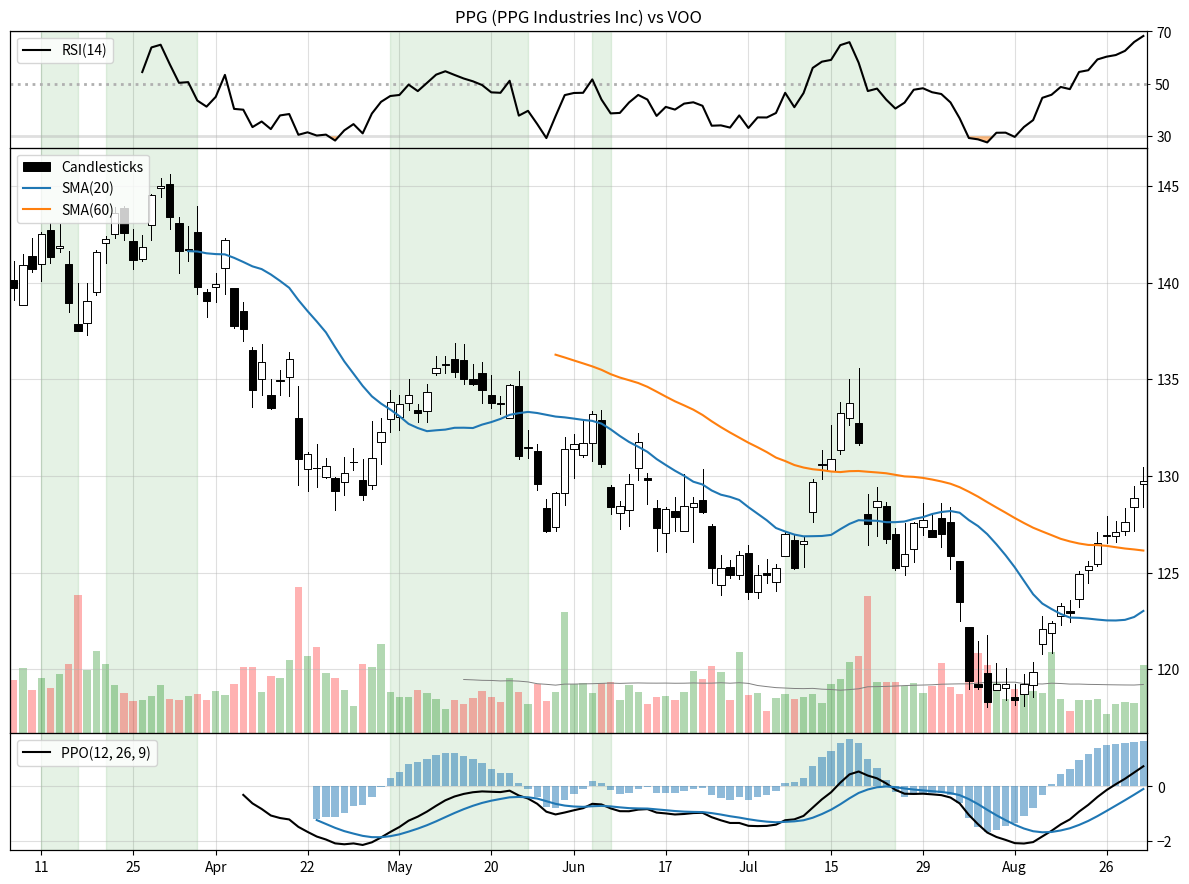 PPG (PPG Industries Inc) vs VOO
RSI(14)
70
50
30
Candlesticks
SMA(20)
SMA(60)
145
140
135
130
125
120
PPO(12, 26, 9)
0
−2
11 25 Apr 22 May 20 Jun 17 Jul 15 29 Aug 26